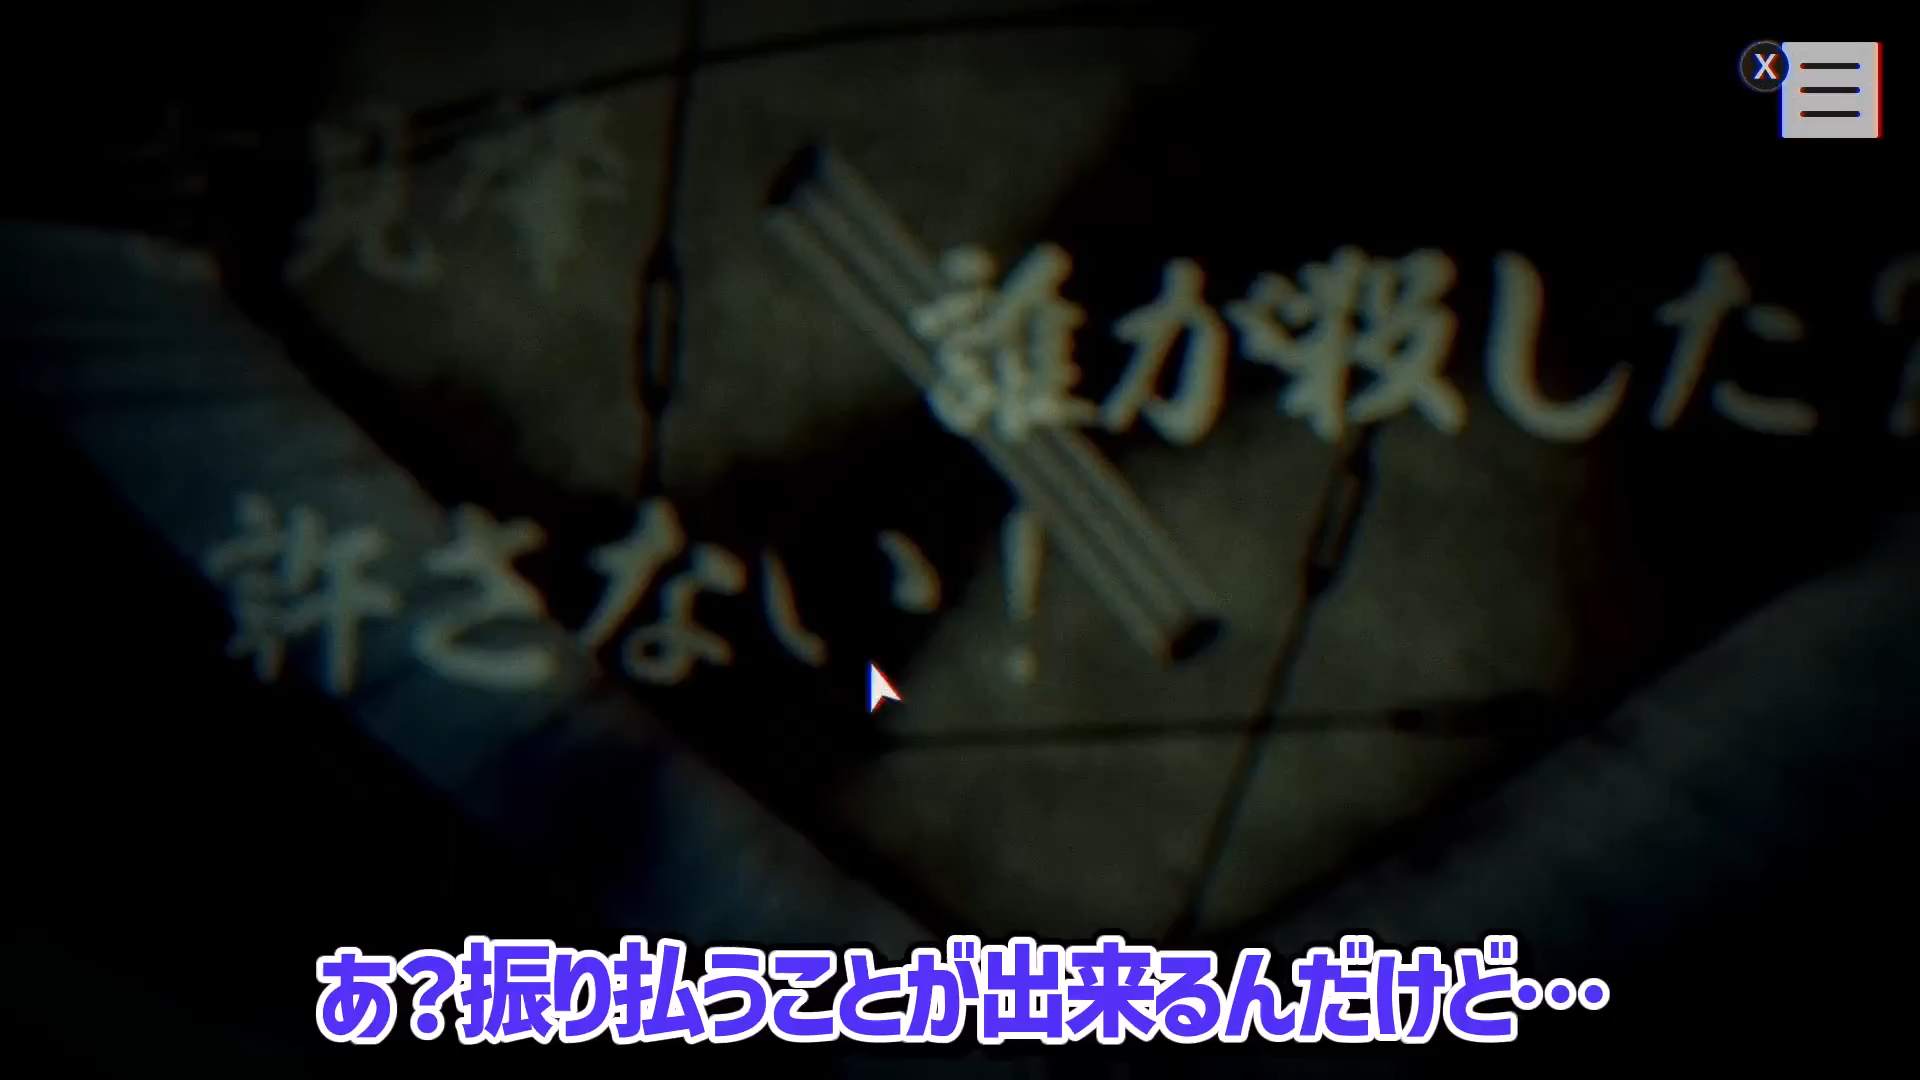 X
誰が殺した?
許さない!
あ?振り払うことが出来るんだけど…